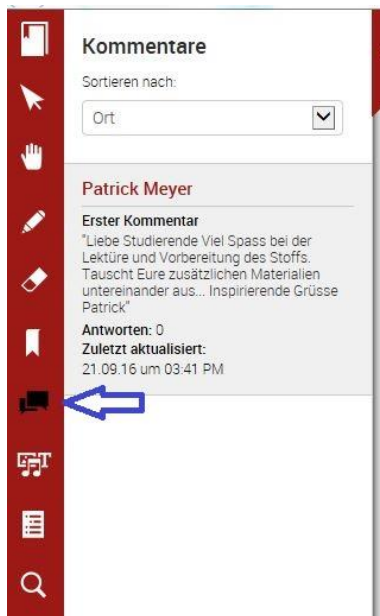 Kommentare
Sortieren nach:
Ort
Patrick Meyer
Erster Kommentar
"Liebe Studierende Viel Spass bei der
Lektüre und Vorbereitung des Stoffs.
Tauscht Eure zusätzlichen Materialien
untereinander aus... Inspirierende Grüsse
Patrick"
Antworten: 0
Zuletzt aktualisiert:
21.09.16 um 03:41 PM
T